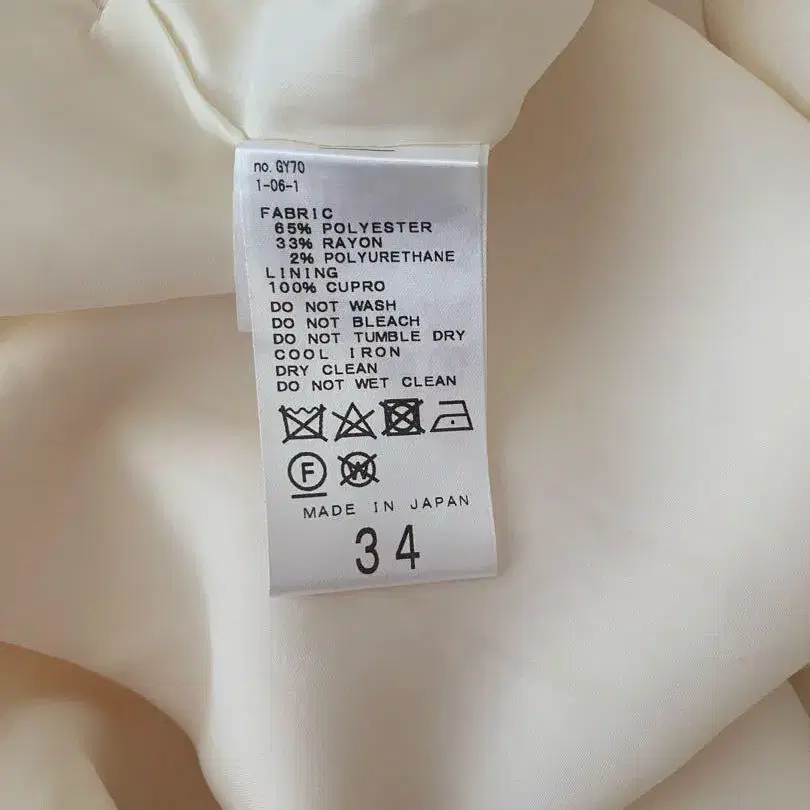 no. GY70
1-06-1
FABRIC
65% POLYESTER
33% RAYON
2% POLYURETHANE
LINING
100% CUPRO
DO NOT WASH
DO NOT BLEACH
DO NOT TUMBLE DRY
COOL IRON
DRY CLEAN
DO NOT WET CLEAN
F W
MADE IN JAPAN
34